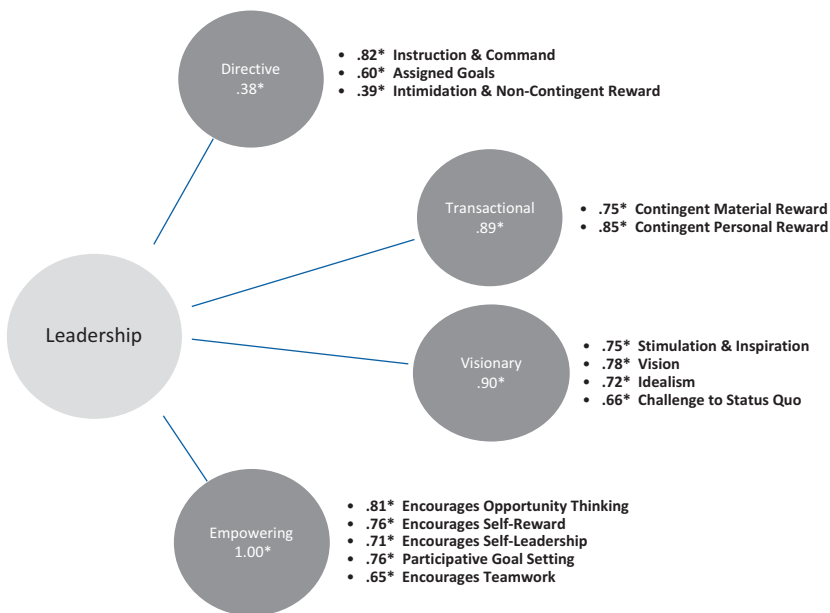 Directive
.38*
• .82* Instruction & Command
• .60* Assigned Goals
• .39* Intimidation & Non-Contingent Reward
Transactional
.89*
• .75* Contingent Material Reward
• .85* Contingent Personal Reward
Leadership
Visionary
.90*
• .75* Stimulation & Inspiration
• .78* Vision
• .72* Idealism
• .66* Challenge to Status Quo
Empowering
1.00*
• .81* Encourages Opportunity Thinking
• .76* Encourages Self-Reward
• .71* Encourages Self-Leadership
• .76* Participative Goal Setting
• .65* Encourages Teamwork